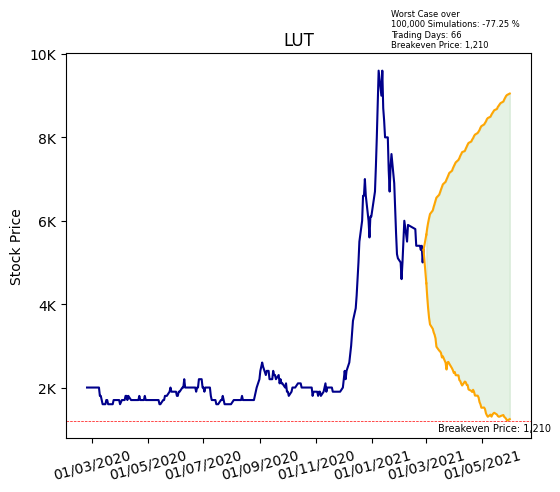 Worst Case over
100,000 Simulations: -77.25 %
Trading Days: 66
Breakeven Price: 1,210
LUT
10K
8K
6K
4K
2K
Stock Price
Breakeven Price: 1,210
01/03/2020 01/05/2020 01/07/2020 01/09/2020 01/11/2020 01/01/2021 01/03/2021 01/05/2021